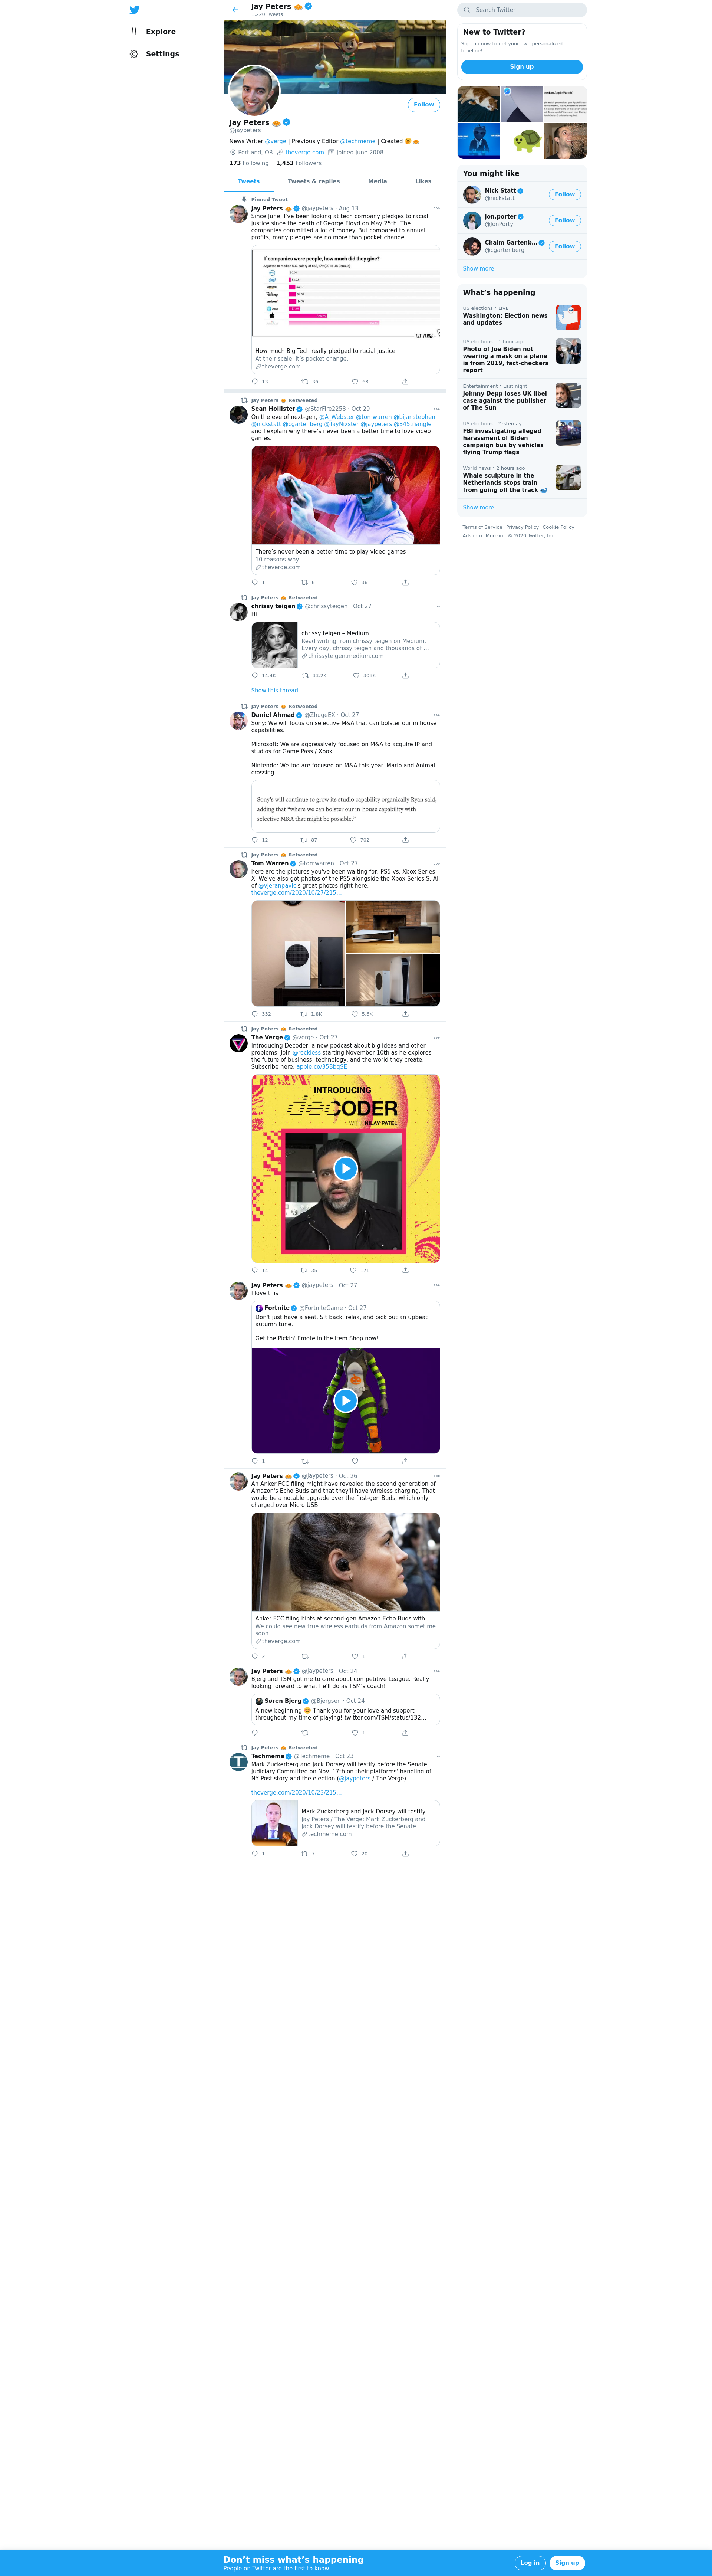 Explore
Settings
Jay Peters
1,220 Tweets
Follow
Jay Peters
@jaypeters
News Writer @verge | Previously Editor @techmeme | Created
Portland, OR theverge.com Joined June 2008
173 Following 1,453 Followers
Tweets Tweets & replies Media Likes
Pinned Tweet
Jay Peters @jaypeters · Aug 13
Since June, I've been looking at tech company pledges to racial
justice since the death of George Floyd on May 25th. The
companies committed a lot of money. But compared to annual
profits, many pledges are no more than pocket change.
If companies were people, how much did they give?
THE VERGE
How much Big Tech really pledged to racial justice
At their scale, it's pocket change.
theverge.com
13 36 68
Jay Peters Retweeted
Sean Hollister @StarFire2258 · Oct 29
On the eve of next-gen, @A_Webster @tomwarren @bijanstephen
@nickstatt @cgartenberg @TayNixster @jaypeters @345triangle
and I explain why there's never been a better time to love video
games.
There's never been a better time to play video games
10 reasons why.
theverge.com
1 6 36
Jay Peters Retweeted
chrissy teigen @chrissyteigen · Oct 27
Hi.
chrissy teigen – Medium
Read writing from chrissy teigen on Medium.
Every day, chrissy teigen and thousands of ...
chrissyteigen.medium.com
14.4K 33.2K 303K
Show this thread
Jay Peters Retweeted
Daniel Ahmad @ZhugeEX · Oct 27
Sony: We will focus on selective M&A that can bolster our in house
capabilities.
Microsoft: We are aggressively focused on M&A to acquire IP and
studios for Game Pass / Xbox.
Nintendo: We too are focused on M&A this year. Mario and Animal
crossing
Sony's will continue to grow its studio capability organically Ryan said,
adding that "where we can bolster our in-house capability with
selective M&A that might be possible."
12 87 702
Jay Peters Retweeted
Tom Warren @tomwarren · Oct 27
here are the pictures you've been waiting for: PS5 vs. Xbox Series
X. We've also got photos of the PS5 alongside the Xbox Series S. All
of @vjeranpavic's great photos right here:
theverge.com/2020/10/27/215...
332 1.8K 5.6K
Jay Peters Retweeted
The Verge @verge · Oct 27
Introducing Decoder, a new podcast about big ideas and other
problems. Join @reckless starting November 10th as he explores
the future of business, technology, and the world they create.
Subscribe here: apple.co/35BbqSE
INTRODUCING
decODER
WITH NILAY PATEL
14 35 171
Jay Peters @jaypeters · Oct 27
I love this
Fortnite @FortniteGame · Oct 27
Don't just have a seat. Sit back, relax, and pick out an upbeat
autumn tune.
Get the Pickin' Emote in the Item Shop now!
1
Jay Peters @jaypeters · Oct 26
An Anker FCC filing might have revealed the second generation of
Amazon's Echo Buds and that they'll have wireless charging. That
would be a notable upgrade over the first-gen Buds, which only
charged over Micro USB.
Anker FCC filing hints at second-gen Amazon Echo Buds with ...
We could see new true wireless earbuds from Amazon sometime
soon.
theverge.com
2 1
Jay Peters @jaypeters · Oct 24
Bjerg and TSM got me to care about competitive League. Really
looking forward to what he'll do as TSM's coach!
Søren Bjerg @Bjergsen · Oct 24
A new beginning Thank you for your love and support
throughout my time of playing! twitter.com/TSM/status/132...
1
Jay Peters Retweeted
Techmeme @Techmeme · Oct 23
Mark Zuckerberg and Jack Dorsey will testify before the Senate
Judiciary Committee on Nov. 17th on their platforms' handling of
NY Post story and the election (@jaypeters / The Verge)
theverge.com/2020/10/23/215...
Mark Zuckerberg and Jack Dorsey will testify ...
Jay Peters / The Verge: Mark Zuckerberg and
Jack Dorsey will testify before the Senate ...
techmeme.com
1 7 20
Search Twitter
New to Twitter?
Sign up now to get your own personalized
timeline!
Sign up
You might like
Nick Statt
@nickstatt
Follow
jon.porter
@JonPorty
Follow
Chaim Gartenb...
@cgartenberg
Follow
Show more
What's happening
US elections · LIVE
Washington: Election news
and updates
US elections · 1 hour ago
Photo of Joe Biden not
wearing a mask on a plane
is from 2019, fact-checkers
report
Entertainment · Last night
Johnny Depp loses UK libel
case against the publisher
of The Sun
US elections · Yesterday
FBI investigating alleged
harassment of Biden
campaign bus by vehicles
flying Trump flags
World news · 2 hours ago
Whale sculpture in the
Netherlands stops train
from going off the track
Show more
Terms of Service Privacy Policy Cookie Policy
Ads info More © 2020 Twitter, Inc.
Don't miss what's happening
People on Twitter are the first to know.
Log in Sign up